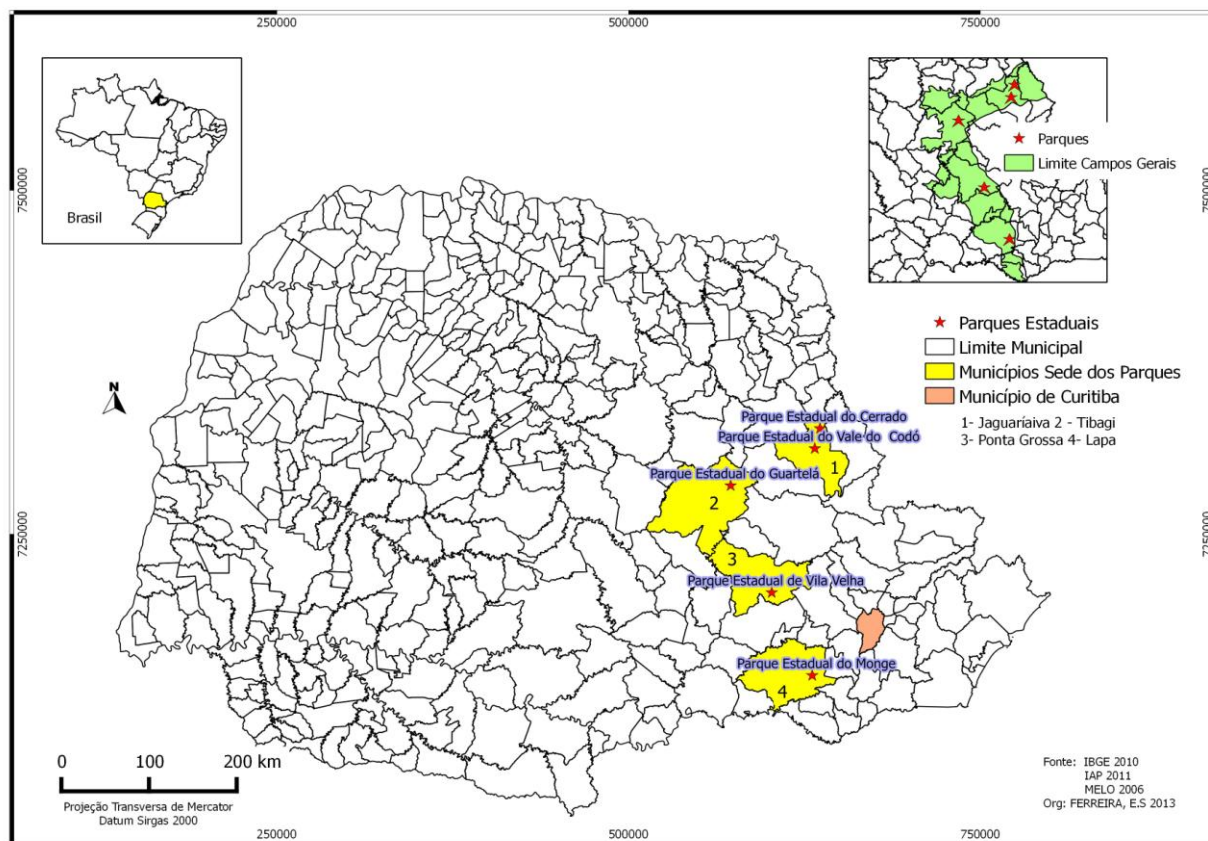 250000
500000
750000
7500000
7500000
Brasil
Parques
Limite Campos Gerais
Parques Estaduais
Limite Municipal
Municípios Sede dos Parques
Município de Curitiba
1- Jaguaríaiva 2 - Tibagi
3- Ponta Grossa 4- Lapa
N
Parque Estadual do Cerrado
Parque Estadual do Vale do Codó
1
Parque Estadual do Guartelá
2
7250000
7250000
3
Parque Estadual de Vila Velha
Parque Estadual do Monge
4
0 100 200 km
Projeção Transversa de Mercator
Datum Sirgas 2000
Fonte: IBGE 2010
IAP 2011
MELO 2006
Org: FERREIRA, E.S 2013
250000
500000
750000